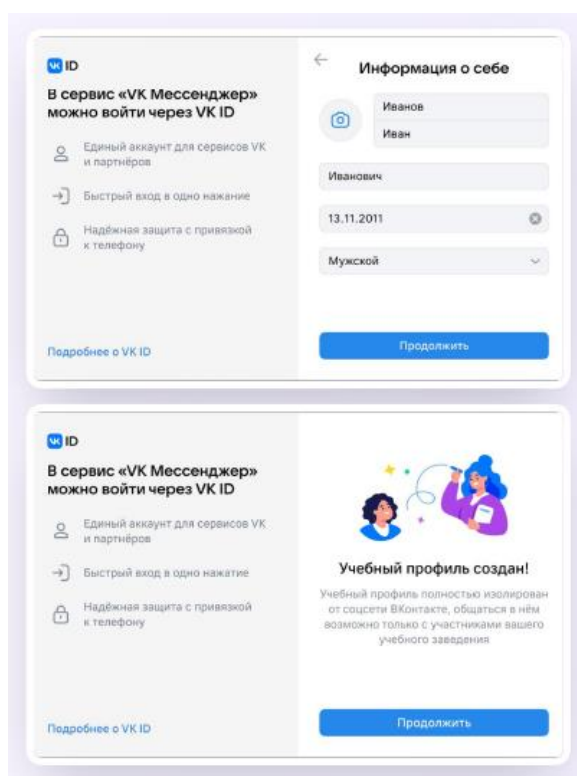 VK ID
В сервис «VK Мессенджер»
можно войти через VK ID
Единый аккаунт для сервисов VK
и партнёров
Быстрый вход в одно нажание
Надёжная защита с привязкой
к телефону
Подробнее о VK ID
Информация о себе
Иванов
Иван
Иванович
13.11.2011
Мужской
Продолжить
VK ID
В сервис «VK Мессенджер»
можно войти через VK ID
Единый аккаунт для сервисов VK
и партнёров
Быстрый вход в одно нажатие
Надёжная защита с привязкой
к телефону
Подробнее о VK ID
Учебный профиль создан!
Учебный профиль полностью изолирован
от соцсети ВКонтакте, общаться в нём
возможно только с участниками вашего
учебного заведения
Продолжить